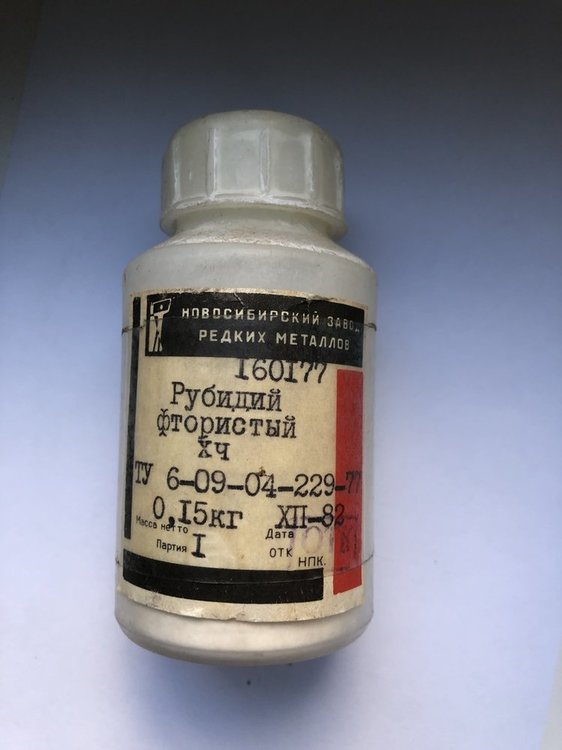 НОВОСИБИРСКИЙ ЗАВОД
РЕДКИХ МЕТАЛЛОВ
160177
Рубидий
фтористый
хч
ТУ 6-09-04-229-77
0,15кг XП-82
Масса нетто Дата
Партия I ОТК
НПК.